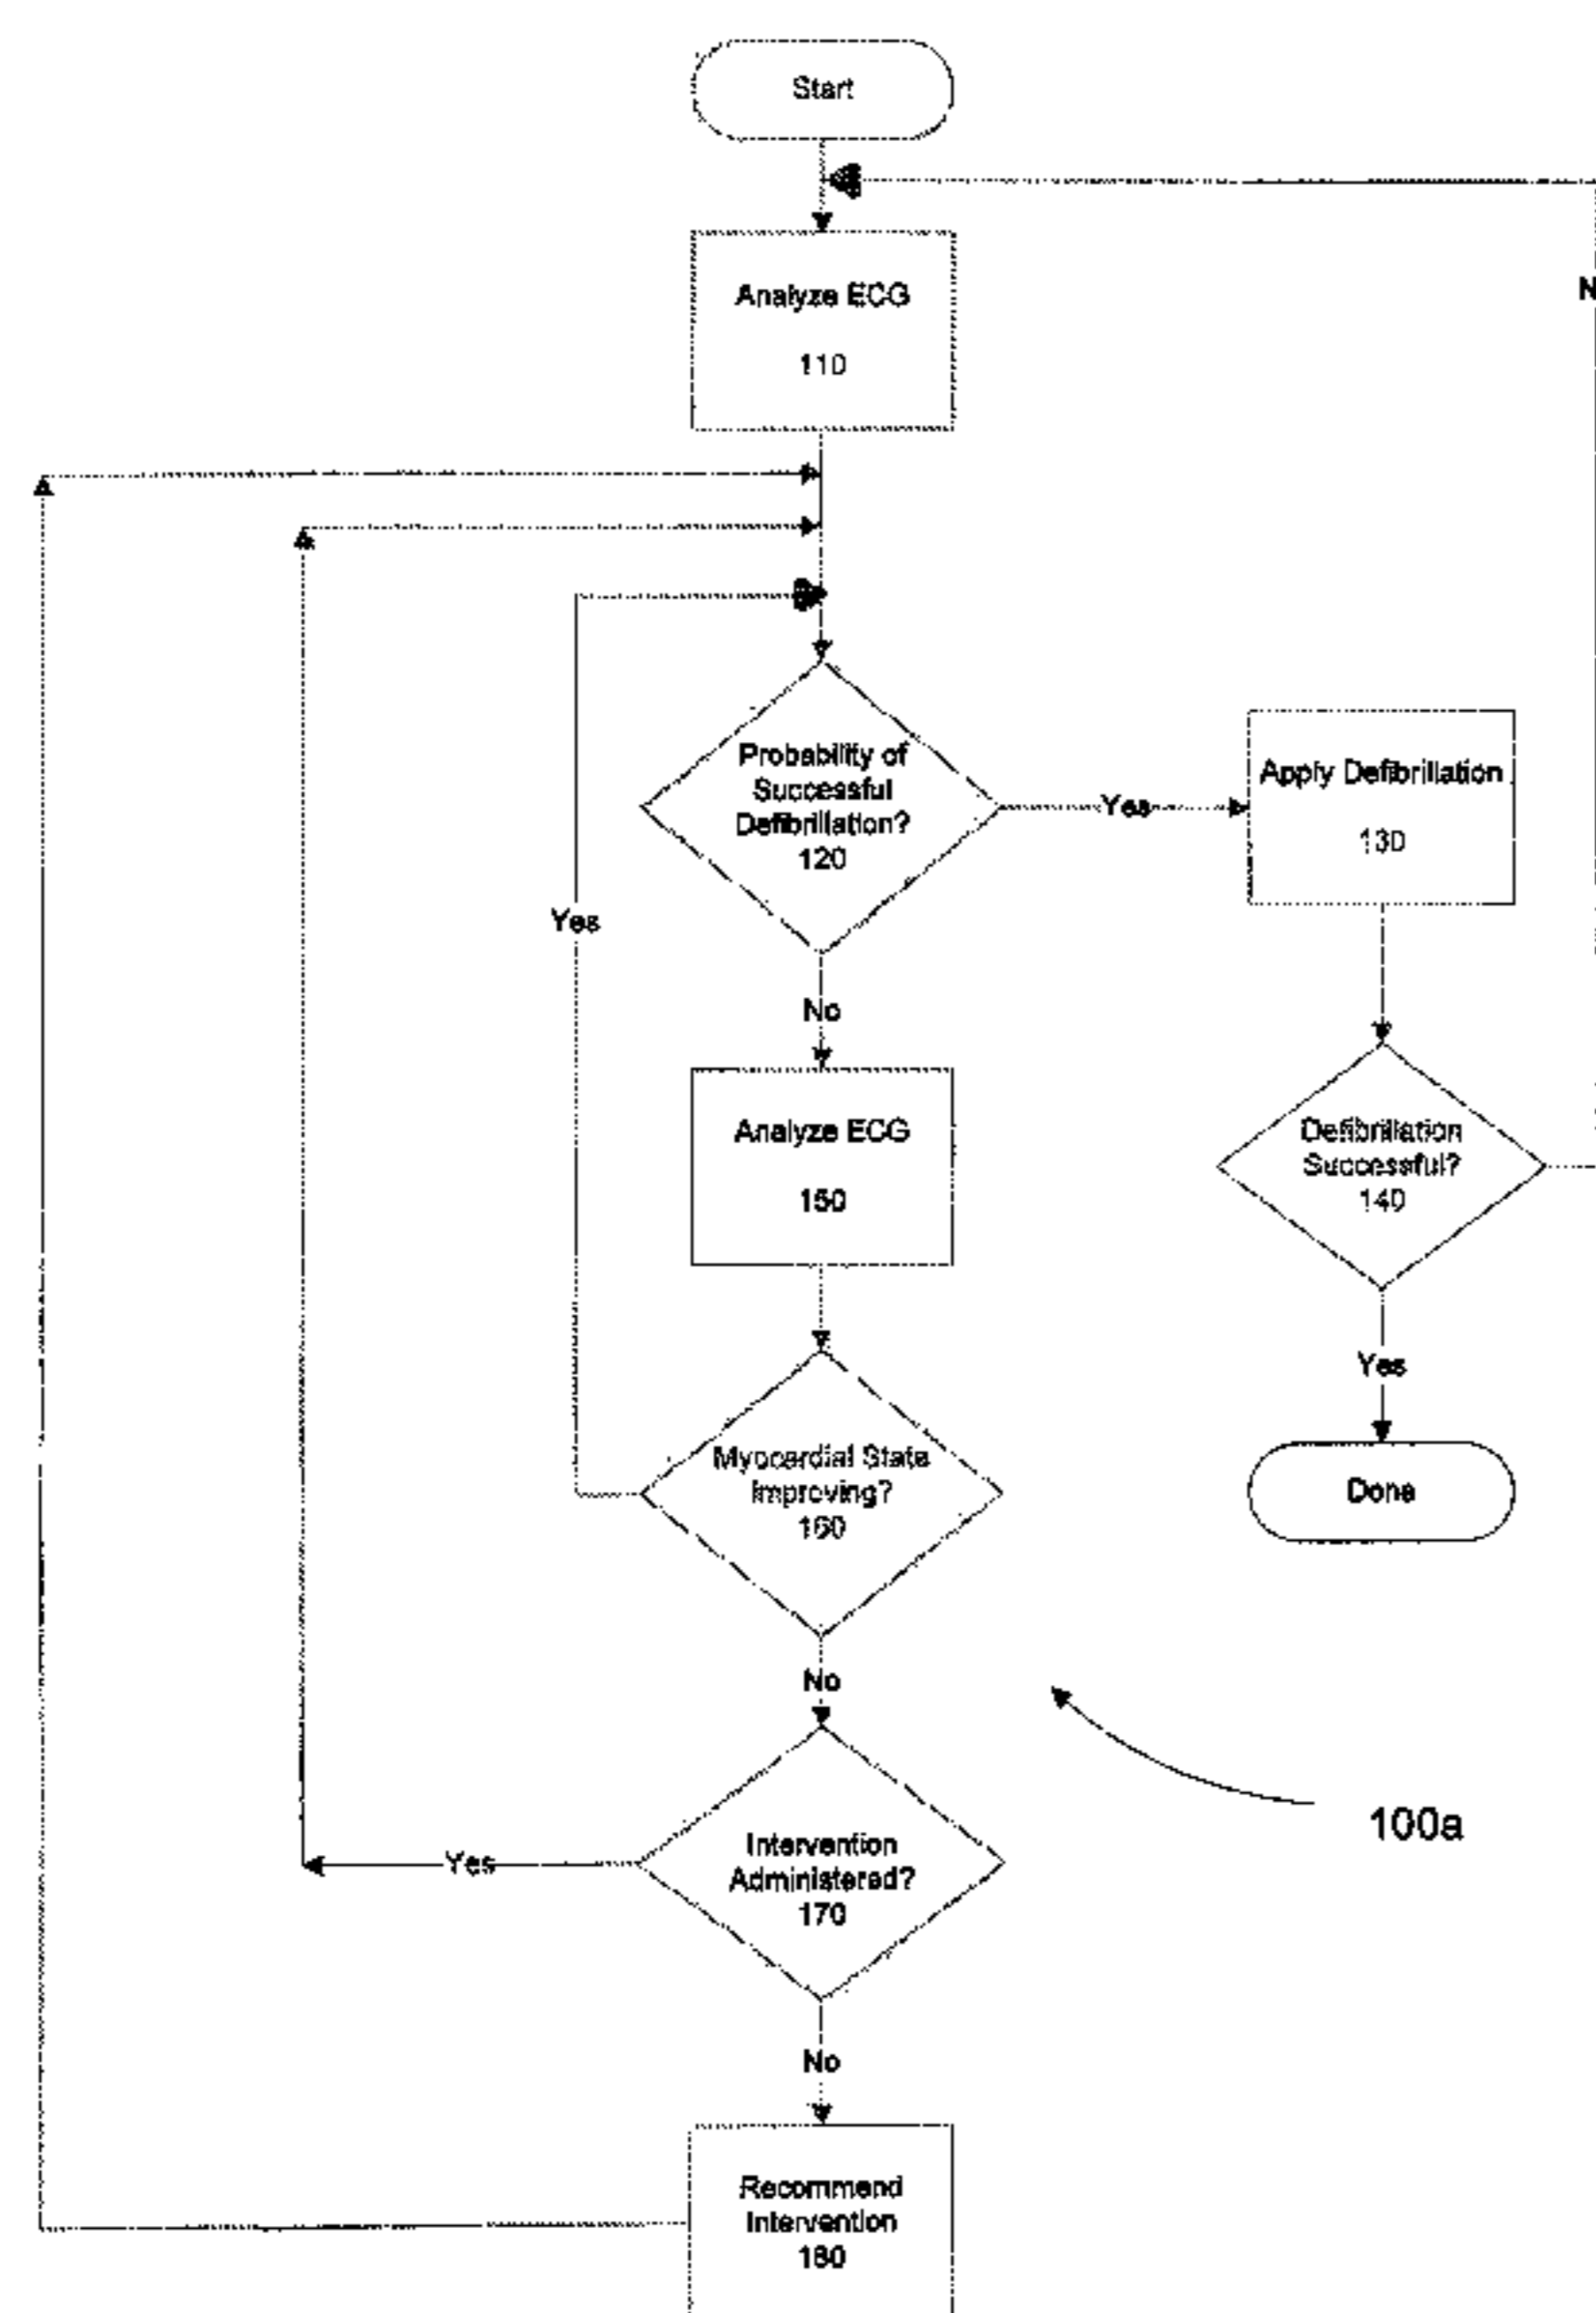 Start
Analyze ECG
110
Probability of
Successful
Defibrillation?
120
Yes
Apply Defibrillation
130
Yes
No
Analyze ECG
150
Defibrillation
Successful?
140
Yes
Done
Myocardial State
Improving?
160
No
100a
Intervention
Administered?
170
Yes
No
Recommend
Intervention
180